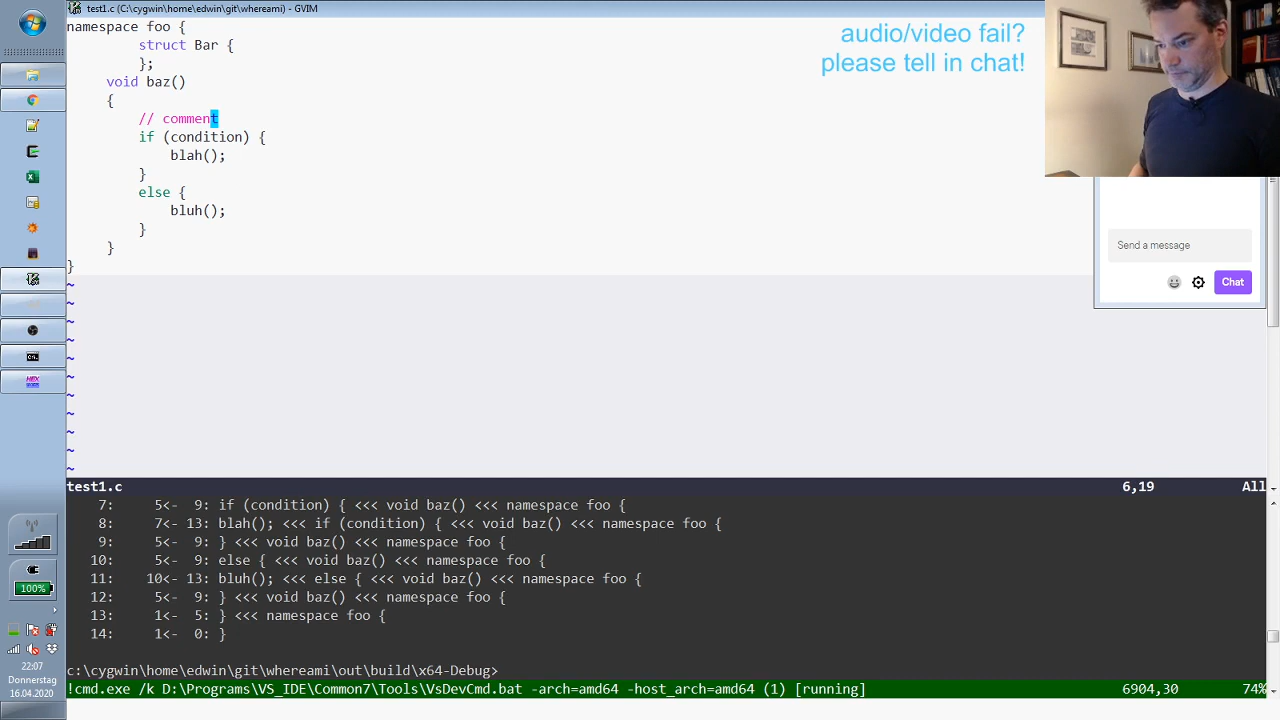 test1.c (C:\cygwin\home\edwin\git\whereami) - GVIM
namespace foo {
struct Bar {
};
void baz()
{
// comment
if (condition) {
blah();
}
else {
bluh();
}
}
}
~
~
~
~
~
~
~
~
~
~
~
audio/video fail?
please tell in chat!
Send a message
Chat
test1.c 6,19 All
7: 5<- 9: if (condition) { <<< void baz() <<< namespace foo {
8: 7<- 13: blah(); <<< if (condition) { <<< void baz() <<< namespace foo {
9: 5<- 9: } <<< void baz() <<< namespace foo {
10: 5<- 9: else { <<< void baz() <<< namespace foo {
11: 10<- 13: bluh(); <<< else { <<< void baz() <<< namespace foo {
12: 5<- 9: } <<< void baz() <<< namespace foo {
13: 1<- 5: } <<< namespace foo {
14: 1<- 0: }
c:\cygwin\home\edwin\git\whereami\out\build\x64-Debug>
!cmd.exe /k D:\Programs\VS_IDE\Common7\Tools\VsDevCmd.bat -arch=amd64 -host_arch=amd64 (1) [running] 6904,30 74%
HEX
100%
22:07
Donnerstag
16.04.2020